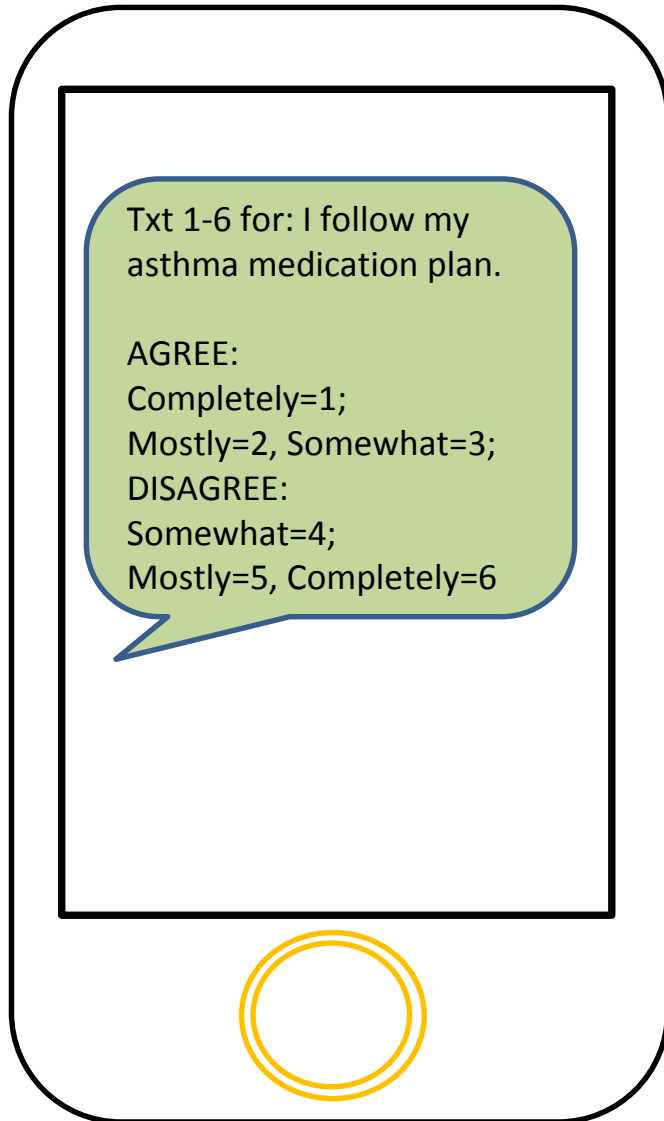 Txt 1-6 for: I follow my
asthma medication plan.
AGREE:
Completely=1;
Mostly=2, Somewhat=3;
DISAGREE:
Somewhat=4;
Mostly=5, Completely=6